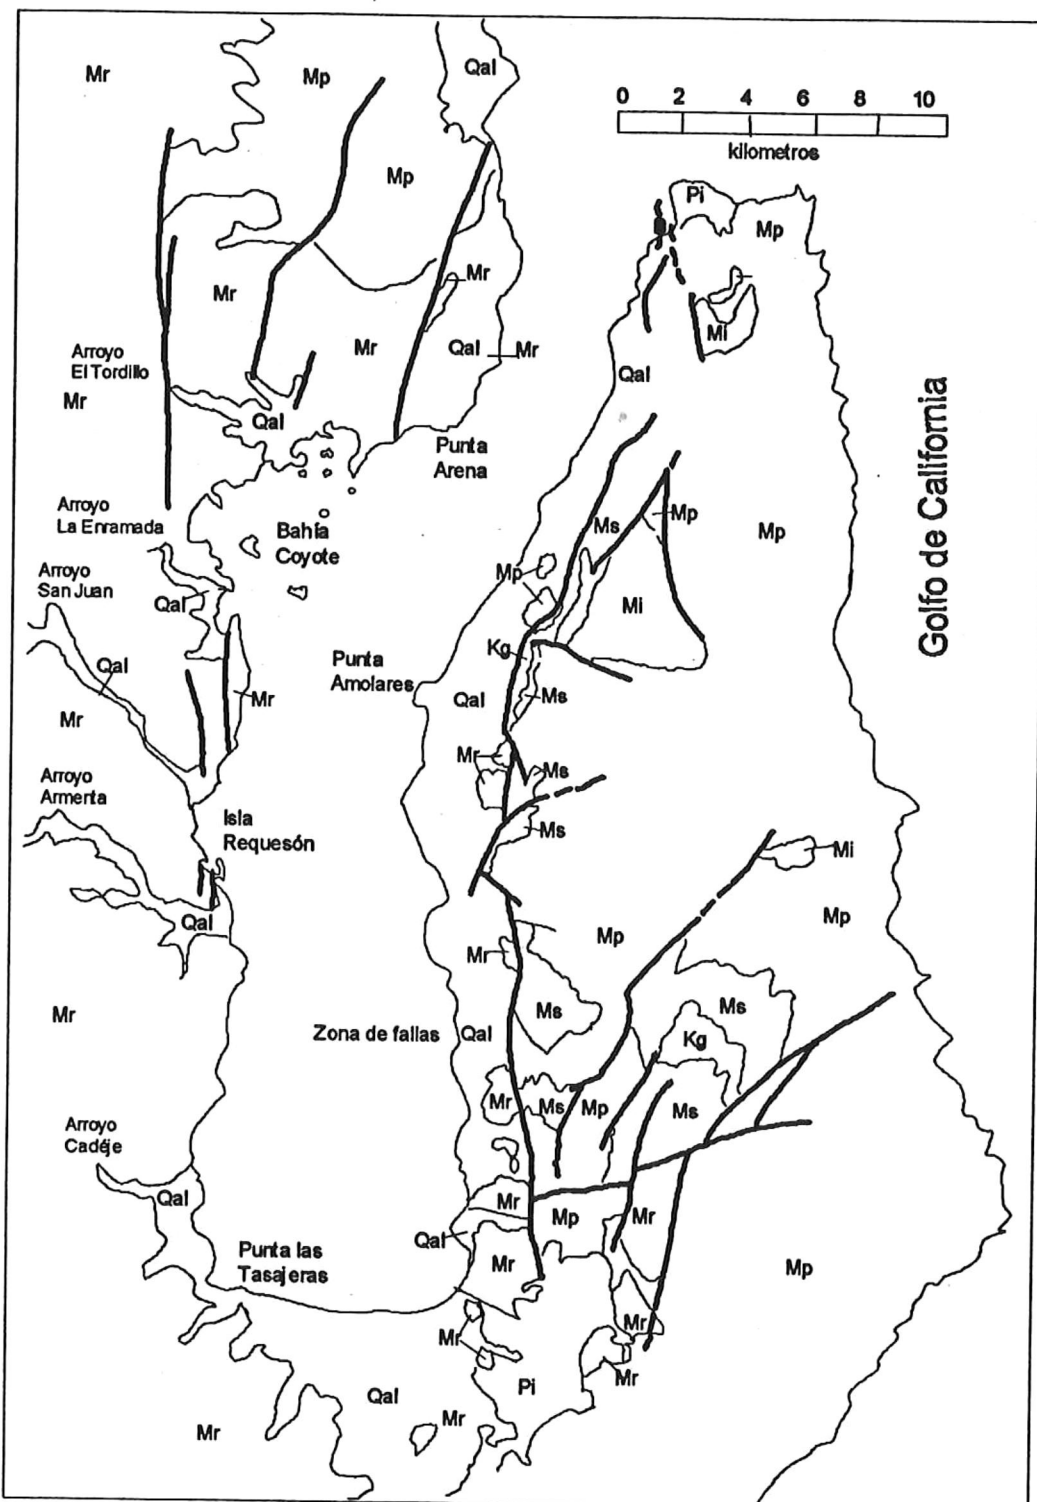 Qal
Mr
Mp
0 2 4 6 8 10
kilometros
Mp
Pi
Mp
Mr
Mr
Mi
Mr
Qal
Mr
Arroyo
El Tordillo
Qal
Mr
Qal
Punta
Arena
Golfo de California
Arroyo
La Enramada
Bahía
Coyote
Ms
Mp
Mp
Arroyo
San Juan
Mp
Qal
Mi
Kg
Punta
Amolares
Qal
Qal
Ms
Mr
Mr
Mr
Ms
Arroyo
Armenta
Isla
Requesón
Ms
Mi
Qal
Mp
Mp
Mr
Ms
Ms
Mr
Zona de fallas
Qal
Kg
Mr
Ms
Mp
Ms
Arroyo
Cadéje
Qal
Mr
Mp
Mr
Qal
Punta las
Tasajeras
Mr
Mp
Mr
Mr
Mr
Pi
Qal
Mr
Mr